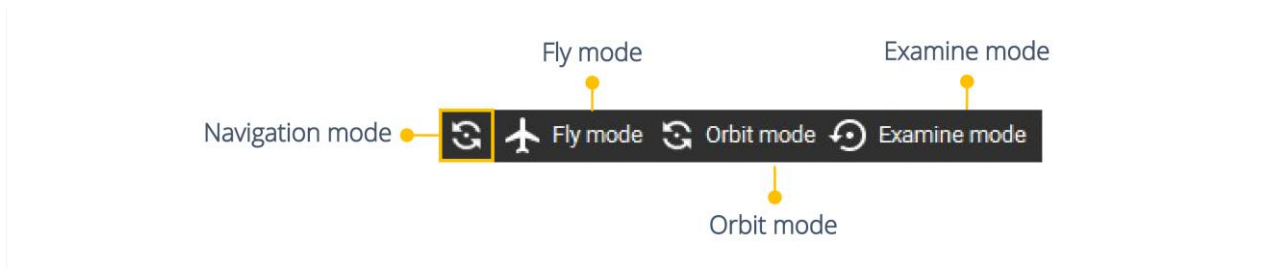 Fly mode
Examine mode
Navigation mode
Fly mode Orbit mode Examine mode
Orbit mode